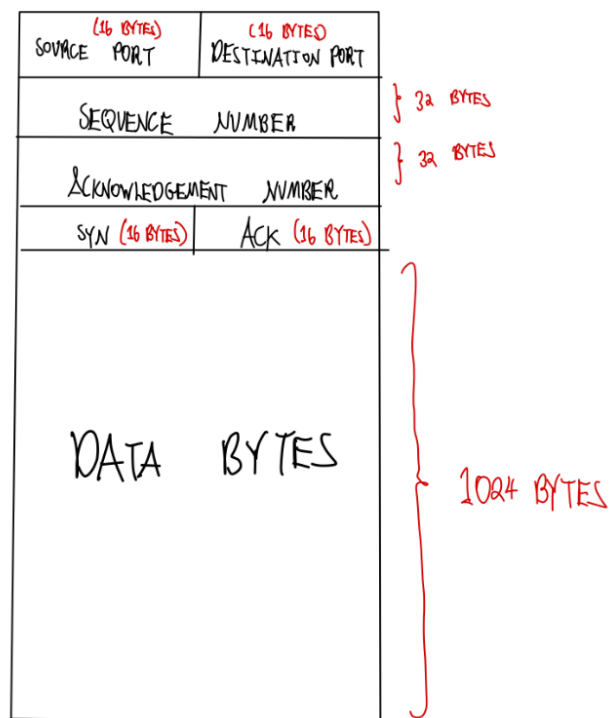 (16 BYTES) (16 BYTES)
SOURCE PORT DESTINATION PORT
SEQUENCE NUMBER } 32 BYTES
ACKNOWLEDGEMENT NUMBER } 32 BYTES
SYN (16 BYTES) ACK (16 BYTES)
DATA BYTES
1024 BYTES